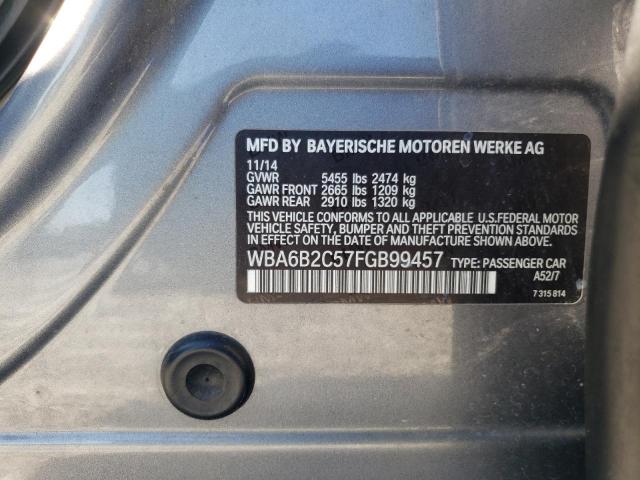 MFD BY BAYERISCHE MOTOREN WERKE AG
11/14
GVWR 5455 lbs 2474 kg
GAWR FRONT 2665 lbs 1209 kg
GAWR REAR 2910 lbs 1320 kg
THIS VEHICLE CONFORMS TO ALL APPLICABLE U.S.FEDERAL MOTOR
VEHICLE SAFETY, BUMPER AND THEFT PREVENTION STANDARDS
IN EFFECT ON THE DATE OF MANUFACTURE SHOWN ABOVE.
WBA6B2C57FGB99457 TYPE: PASSENGER CAR
A52/7
7 315 814